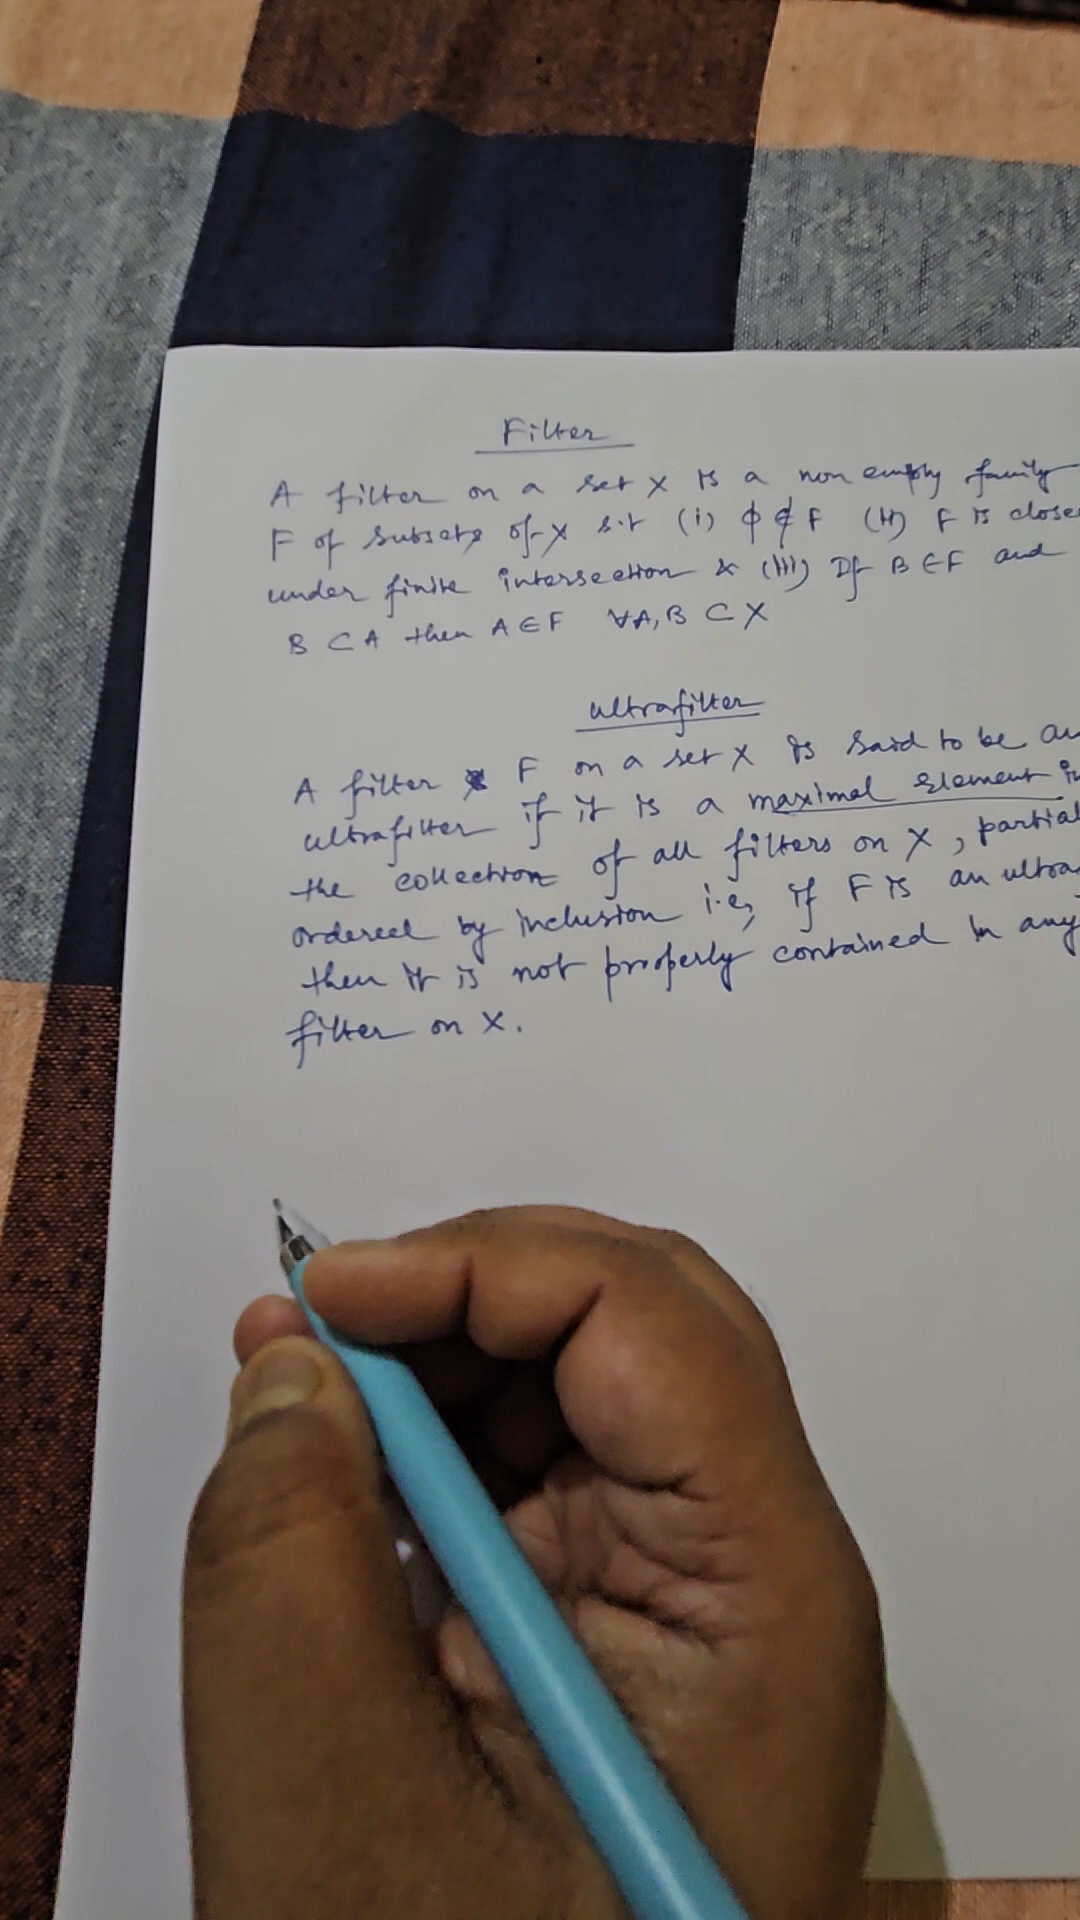 Filter
A filter on a set X is a non empty family
F of subsets of X s.t (i) ϕ ∉ F (ii) F is close
under finite intersection & (iii) If B ∈ F and
B ⊂ A then A ∈ F ∀A, B ⊂ X
Ultrafilter
A filter F on a set X is said to be an
ultrafilter if it is a maximal element in
the collection of all filters on X, partial
ordered by inclusion i.e, if F is an ultra
then it is not properly contained in any
filter on X.